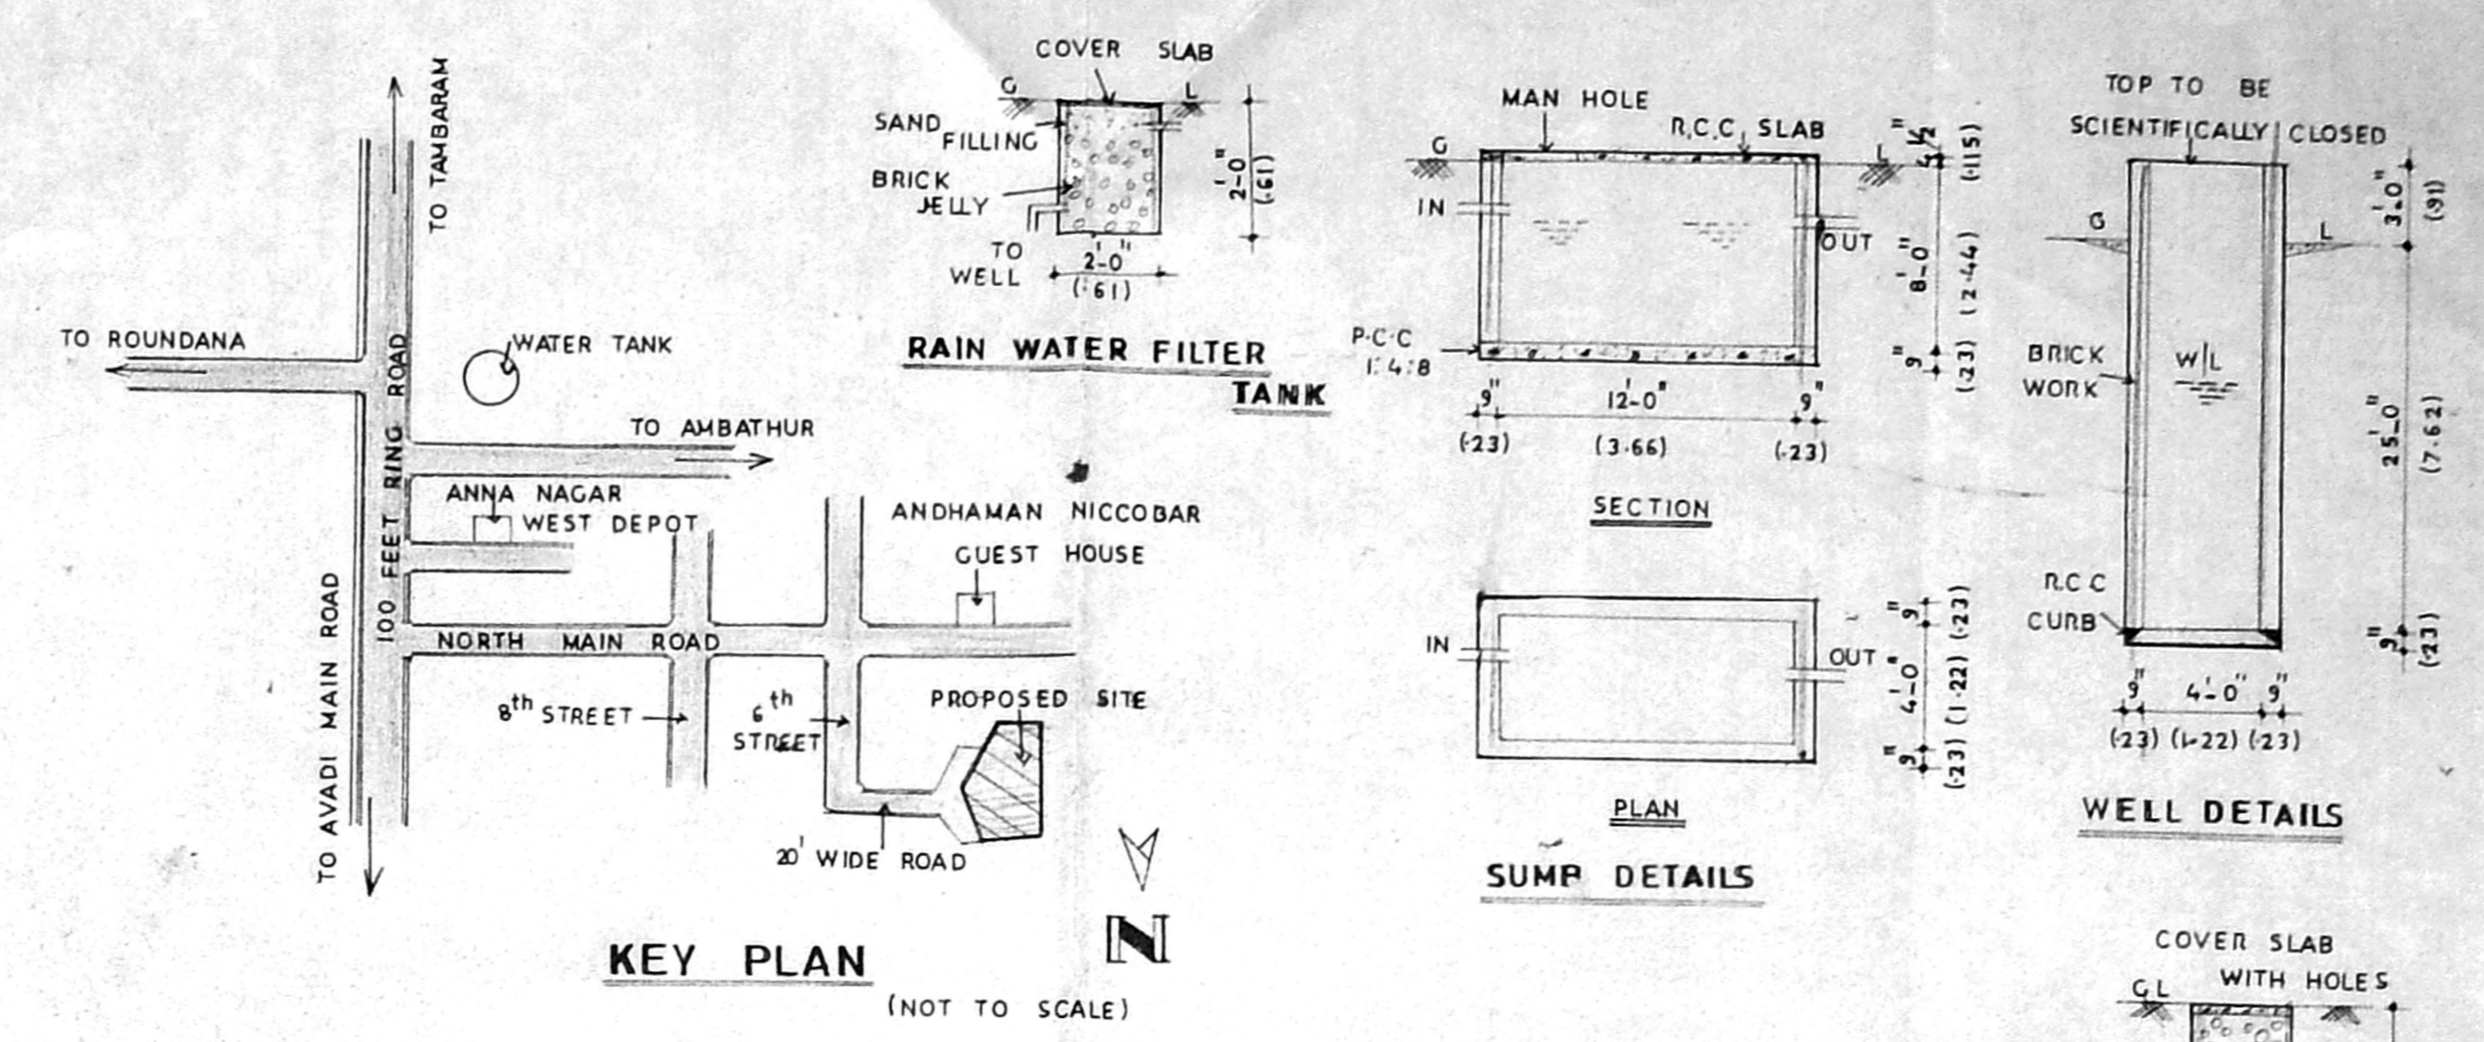 TO TAMBARAM
TO ROUNDANA
100 FEET RING ROAD
WATER TANK
TO AMBATHUR
ANNA NAGAR
WEST DEPOT
ANDHAMAN NICCOBAR
GUEST HOUSE
NORTH MAIN ROAD
TO AVADI MAIN ROAD
8th STREET
6th
STREET
PROPOSED SITE
20' WIDE ROAD
N
KEY PLAN
(NOT TO SCALE)
COVER SLAB
G L
SAND
FILLING
BRICK
JELLY
TO
WELL
2'-0"
(.61)
2'-0"
(.61)
RAIN WATER FILTER
TANK
MAN HOLE
R.C.C. SLAB
G L
IN
OUT
P.C.C
1:4:8
4½"
(.115)
8'-0"
(2.44)
9"
(.23)
9" 12'-0" 9"
(.23) (3.66) (.23)
SECTION
IN
OUT
9"
(.23)
4'-0"
(1.22)
9"
(.23)
PLAN
SUMP DETAILS
TOP TO BE
SCIENTIFICALLY CLOSED
G L
3'-0"
(.91)
BRICK
WORK
W/L
25'-0"
(7.62)
R.C.C
CURB
9"
(.23)
9" 4'-0" 9"
(.23) (1.22) (.23)
WELL DETAILS
COVER SLAB
WITH HOLES
GL